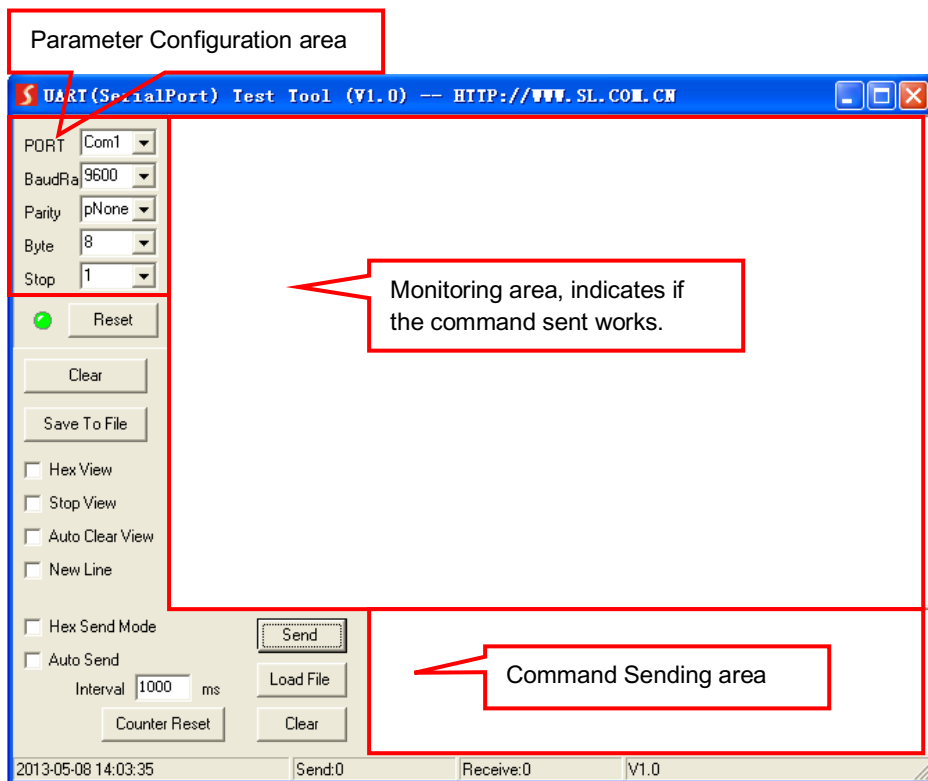 Parameter Configuration area
UART(SerialPort) Test Tool (V1.0) -- HTTP://WWW.SL.COM.CN
PORT Com1
BaudRa 9600
Parity pNone
Byte 8
Stop 1
Monitoring area, indicates if
the command sent works.
Reset
Clear
Save To File
Hex View
Stop View
Auto Clear View
New Line
Hex Send Mode
Send
Auto Send
Interval 1000 ms
Load File
Command Sending area
Counter Reset
Clear
2013-05-08 14:03:35 Send:0 Receive:0 V1.0